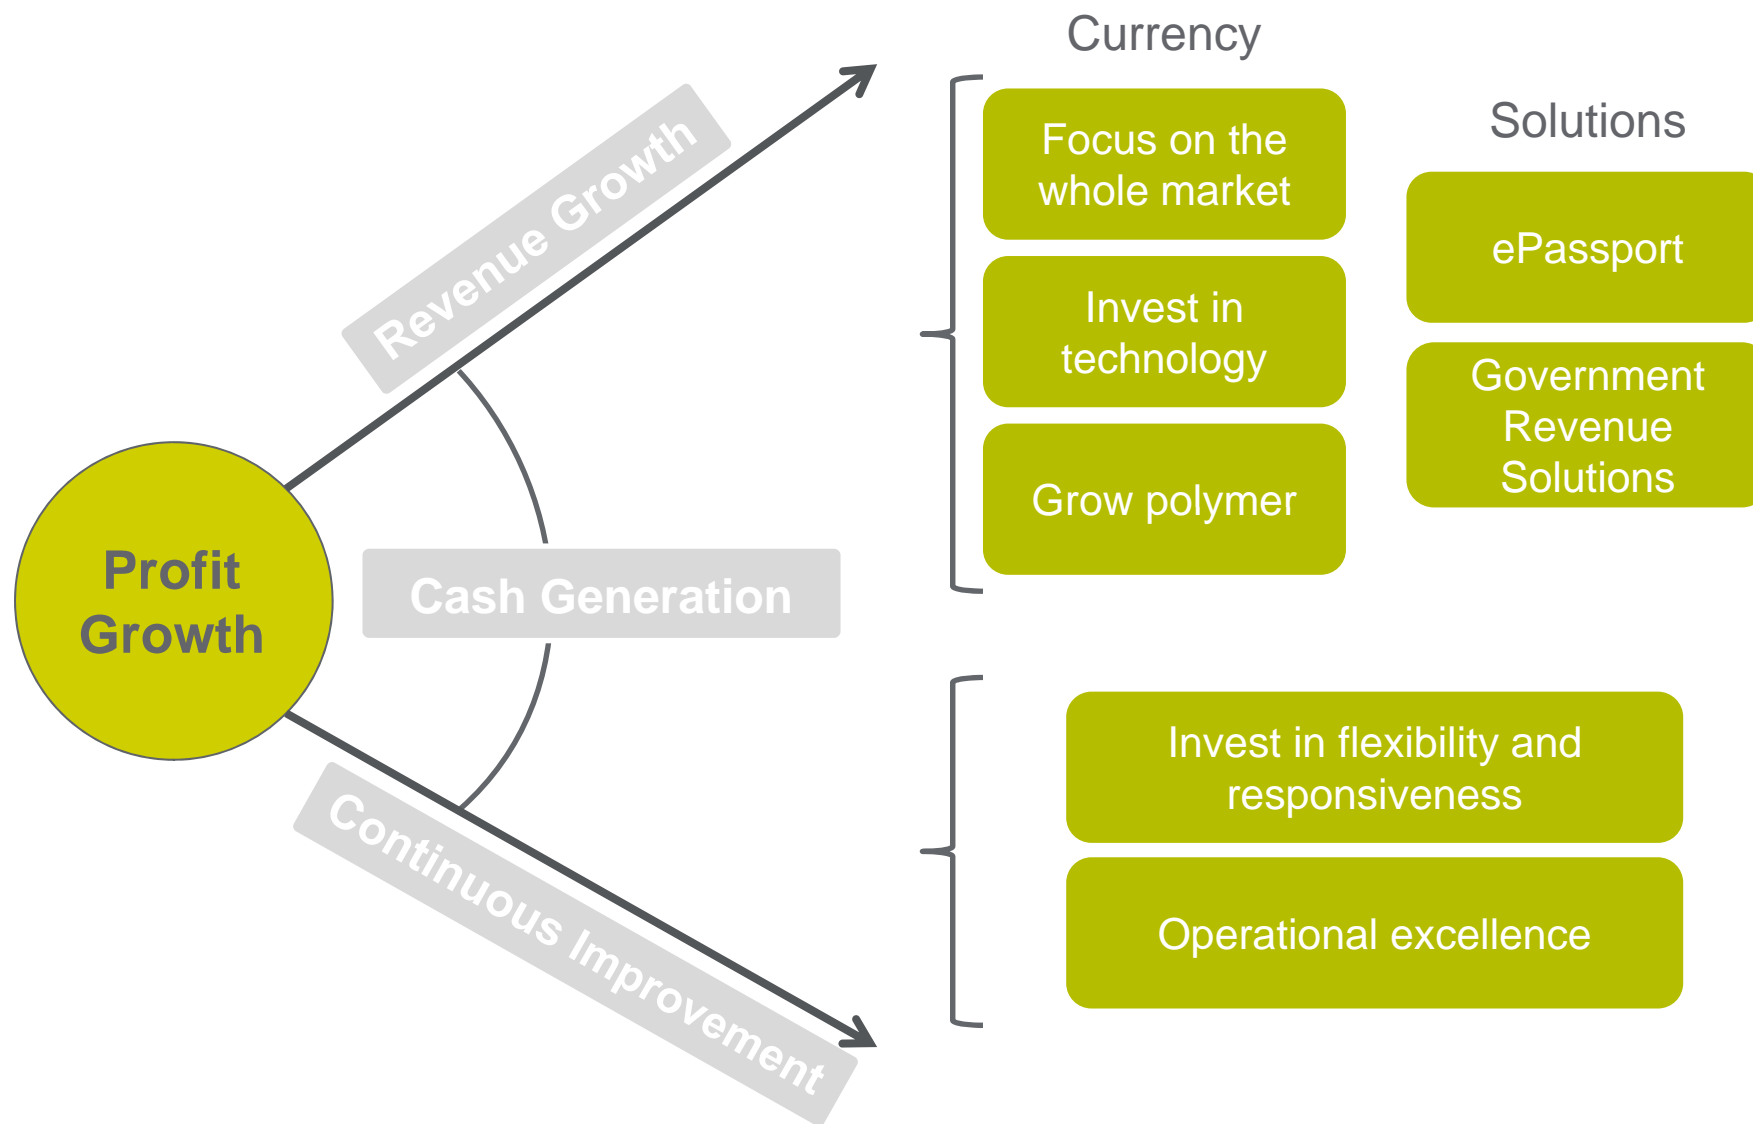 Currency
Focus on the
whole market
Invest in
technology
Grow polymer
Solutions
ePassport
Government
Revenue
Solutions
Revenue Growth
Profit
Growth
Cash Generation
Continuous Improvement
Invest in flexibility and
responsiveness
Operational excellence